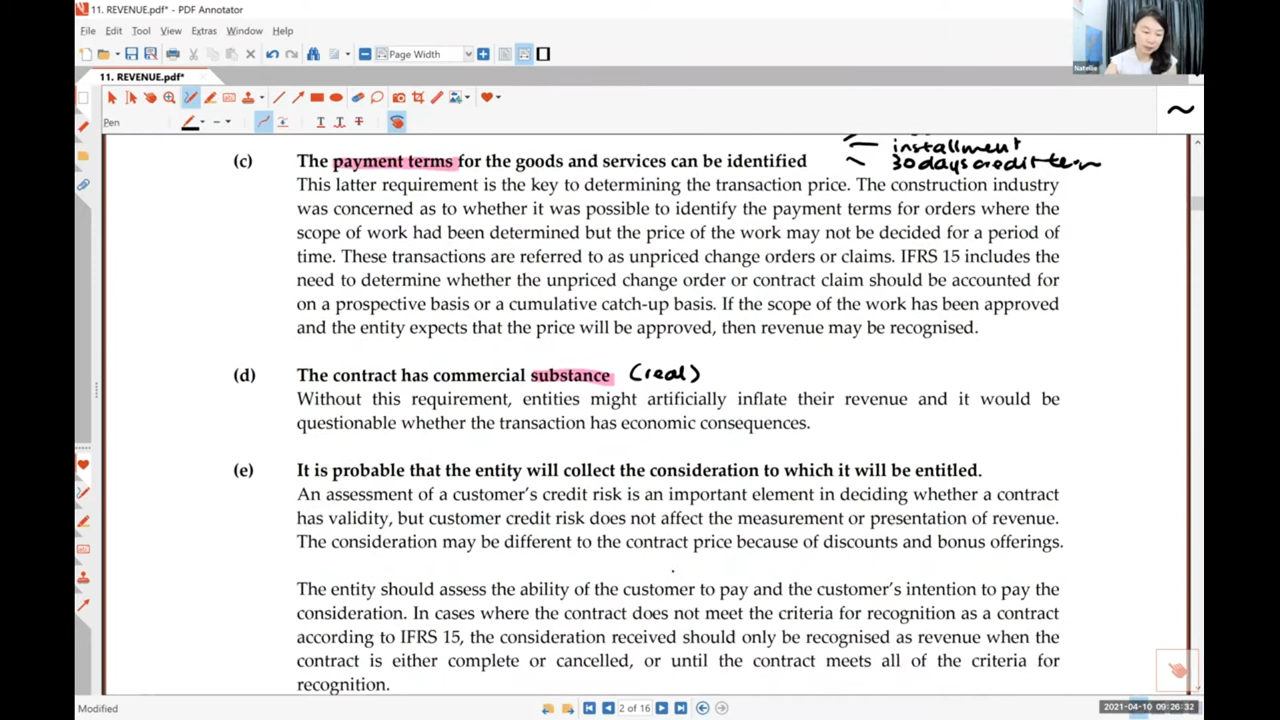 11. REVENUE.pdf* - PDF Annotator
File Edit Tool View Extras Window Help
Page Width
11. REVENUE.pdf*
Pen
Natellie
installment
(c) The payment terms for the goods and services can be identified 30 days credit term
This latter requirement is the key to determining the transaction price. The construction industry
was concerned as to whether it was possible to identify the payment terms for orders where the
scope of work had been determined but the price of the work may not be decided for a period of
time. These transactions are referred to as unpriced change orders or claims. IFRS 15 includes the
need to determine whether the unpriced change order or contract claim should be accounted for
on a prospective basis or a cumulative catch-up basis. If the scope of the work has been approved
and the entity expects that the price will be approved, then revenue may be recognised.
(d) The contract has commercial substance (real)
Without this requirement, entities might artificially inflate their revenue and it would be
questionable whether the transaction has economic consequences.
(e) It is probable that the entity will collect the consideration to which it will be entitled.
An assessment of a customer's credit risk is an important element in deciding whether a contract
has validity, but customer credit risk does not affect the measurement or presentation of revenue.
The consideration may be different to the contract price because of discounts and bonus offerings.
The entity should assess the ability of the customer to pay and the customer's intention to pay the
consideration. In cases where the contract does not meet the criteria for recognition as a contract
according to IFRS 15, the consideration received should only be recognised as revenue when the
contract is either complete or cancelled, or until the contract meets all of the criteria for
recognition.
Modified
2 of 16
2021-04-10 09:26:32